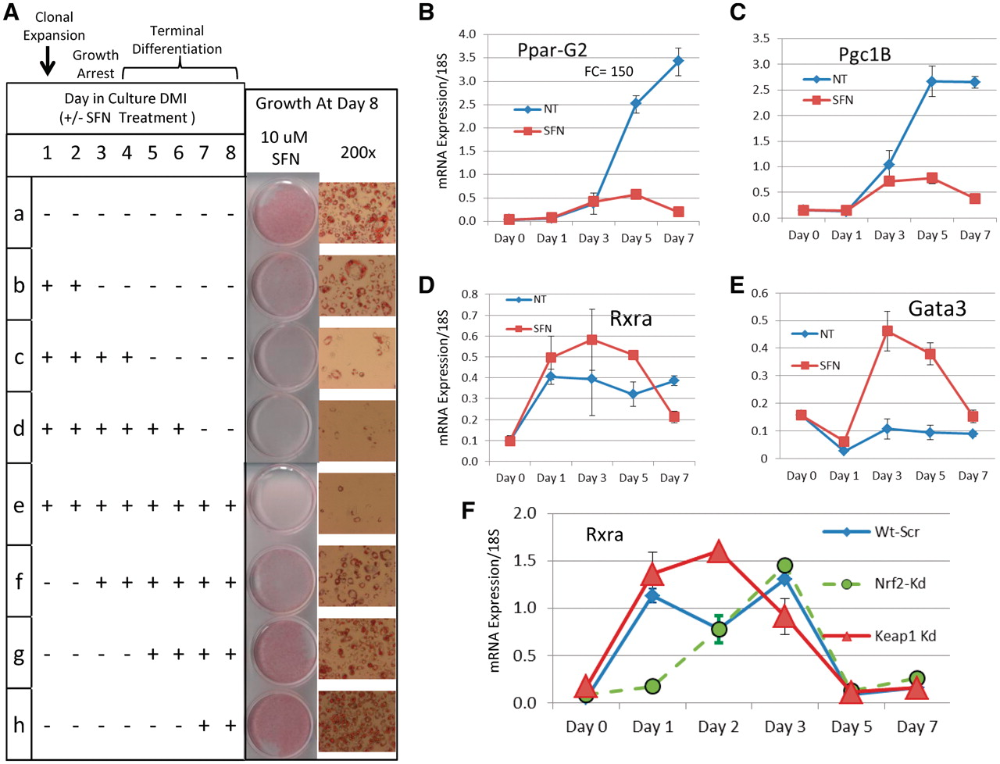 A
Clonal
Expansion
Growth
Arrest
Terminal
Differentiation
Day in Culture DMI
(+/- SFN Treatment )
Growth At Day 8
1 2 3 4 5 6 7 8
10 uM
SFN
200x
a - - - - - - - -
b + + - - - - - -
c + + + + - - - -
d + + + + + + - -
e + + + + + + + +
f - - + + + + + +
g - - - - + + + +
h - - - - - - + +
B
Ppar-G2
FC= 150
NT
SFN
mRNA Expression/18S
4.0
3.5
3.0
2.5
2.0
1.5
1.0
0.5
0.0
Day 0 Day 1 Day 3 Day 5 Day 7
C
Pgc1B
NT
SFN
3.5
3.0
2.5
2.0
1.5
1.0
0.5
0.0
Day 0 Day 1 Day 3 Day 5 Day 7
D
Rxra
NT
SFN
mRNA Expression/18S
0.8
0.7
0.6
0.5
0.4
0.3
0.2
0.1
0.0
Day 0 Day 1 Day 3 Day 5 Day 7
E
Gata3
NT
SFN
0.6
0.5
0.4
0.3
0.2
0.1
0
Day 0 Day 1 Day 3 Day 5 Day 7
F
Rxra
Wt-Scr
Nrf2-Kd
Keap1 Kd
mRNA Expression/18S
2.0
1.5
1.0
0.5
0.0
Day 0 Day 1 Day 2 Day 3 Day 5 Day 7